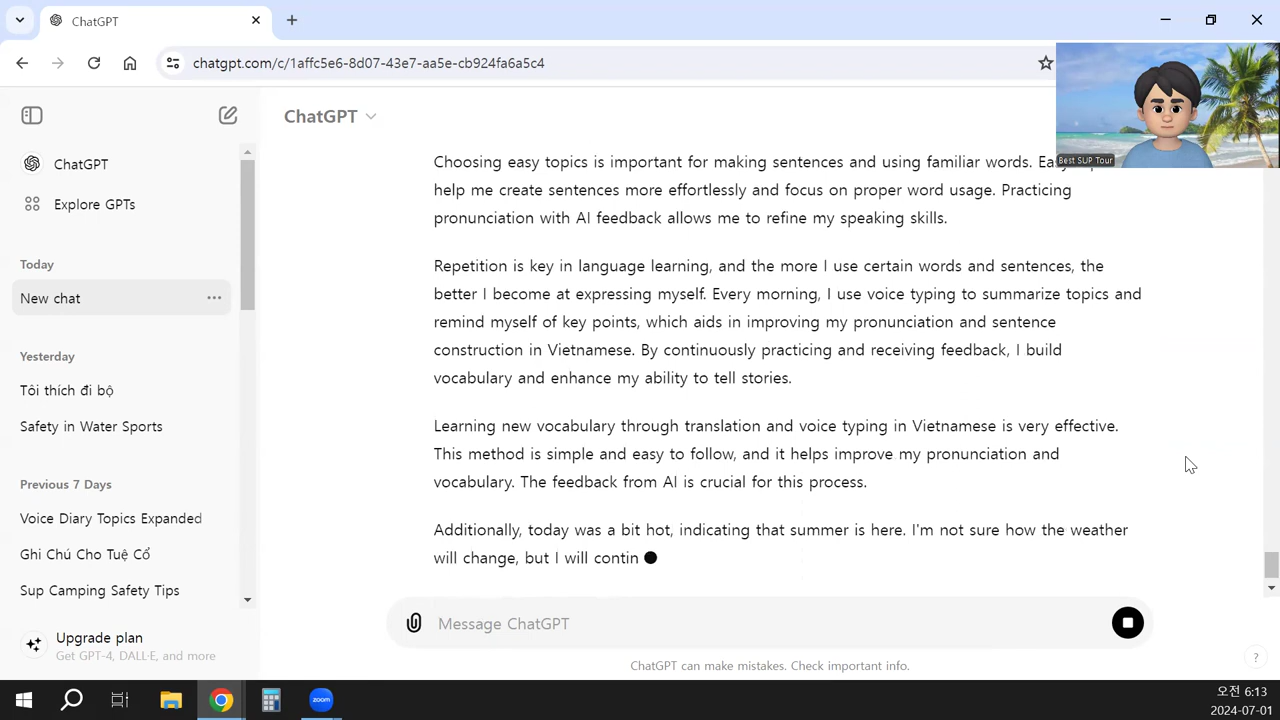 ChatGPT
chatgpt.com/c/1affc5e6-8d07-43e7-aa5e-cb924fa6a5c4
Best SUP Tour
ChatGPT
ChatGPT
Explore GPTs
Today
New chat
Yesterday
Tôi thích đi bộ
Safety in Water Sports
Previous 7 Days
Voice Diary Topics Expanded
Ghi Chú Cho Tuệ Cổ
Sup Camping Safety Tips
Upgrade plan
Get GPT-4, DALL·E, and more
Choosing easy topics is important for making sentences and using familiar words.
help me create sentences more effortlessly and focus on proper word usage. Practicing
pronunciation with AI feedback allows me to refine my speaking skills.
Repetition is key in language learning, and the more I use certain words and sentences, the
better I become at expressing myself. Every morning, I use voice typing to summarize topics and
remind myself of key points, which aids in improving my pronunciation and sentence
construction in Vietnamese. By continuously practicing and receiving feedback, I build
vocabulary and enhance my ability to tell stories.
Learning new vocabulary through translation and voice typing in Vietnamese is very effective.
This method is simple and easy to follow, and it helps improve my pronunciation and
vocabulary. The feedback from AI is crucial for this process.
Additionally, today was a bit hot, indicating that summer is here. I'm not sure how the weather
will change, but I will contin
Message ChatGPT
ChatGPT can make mistakes. Check important info.
?
zoom
오전 6:13
2024-07-01